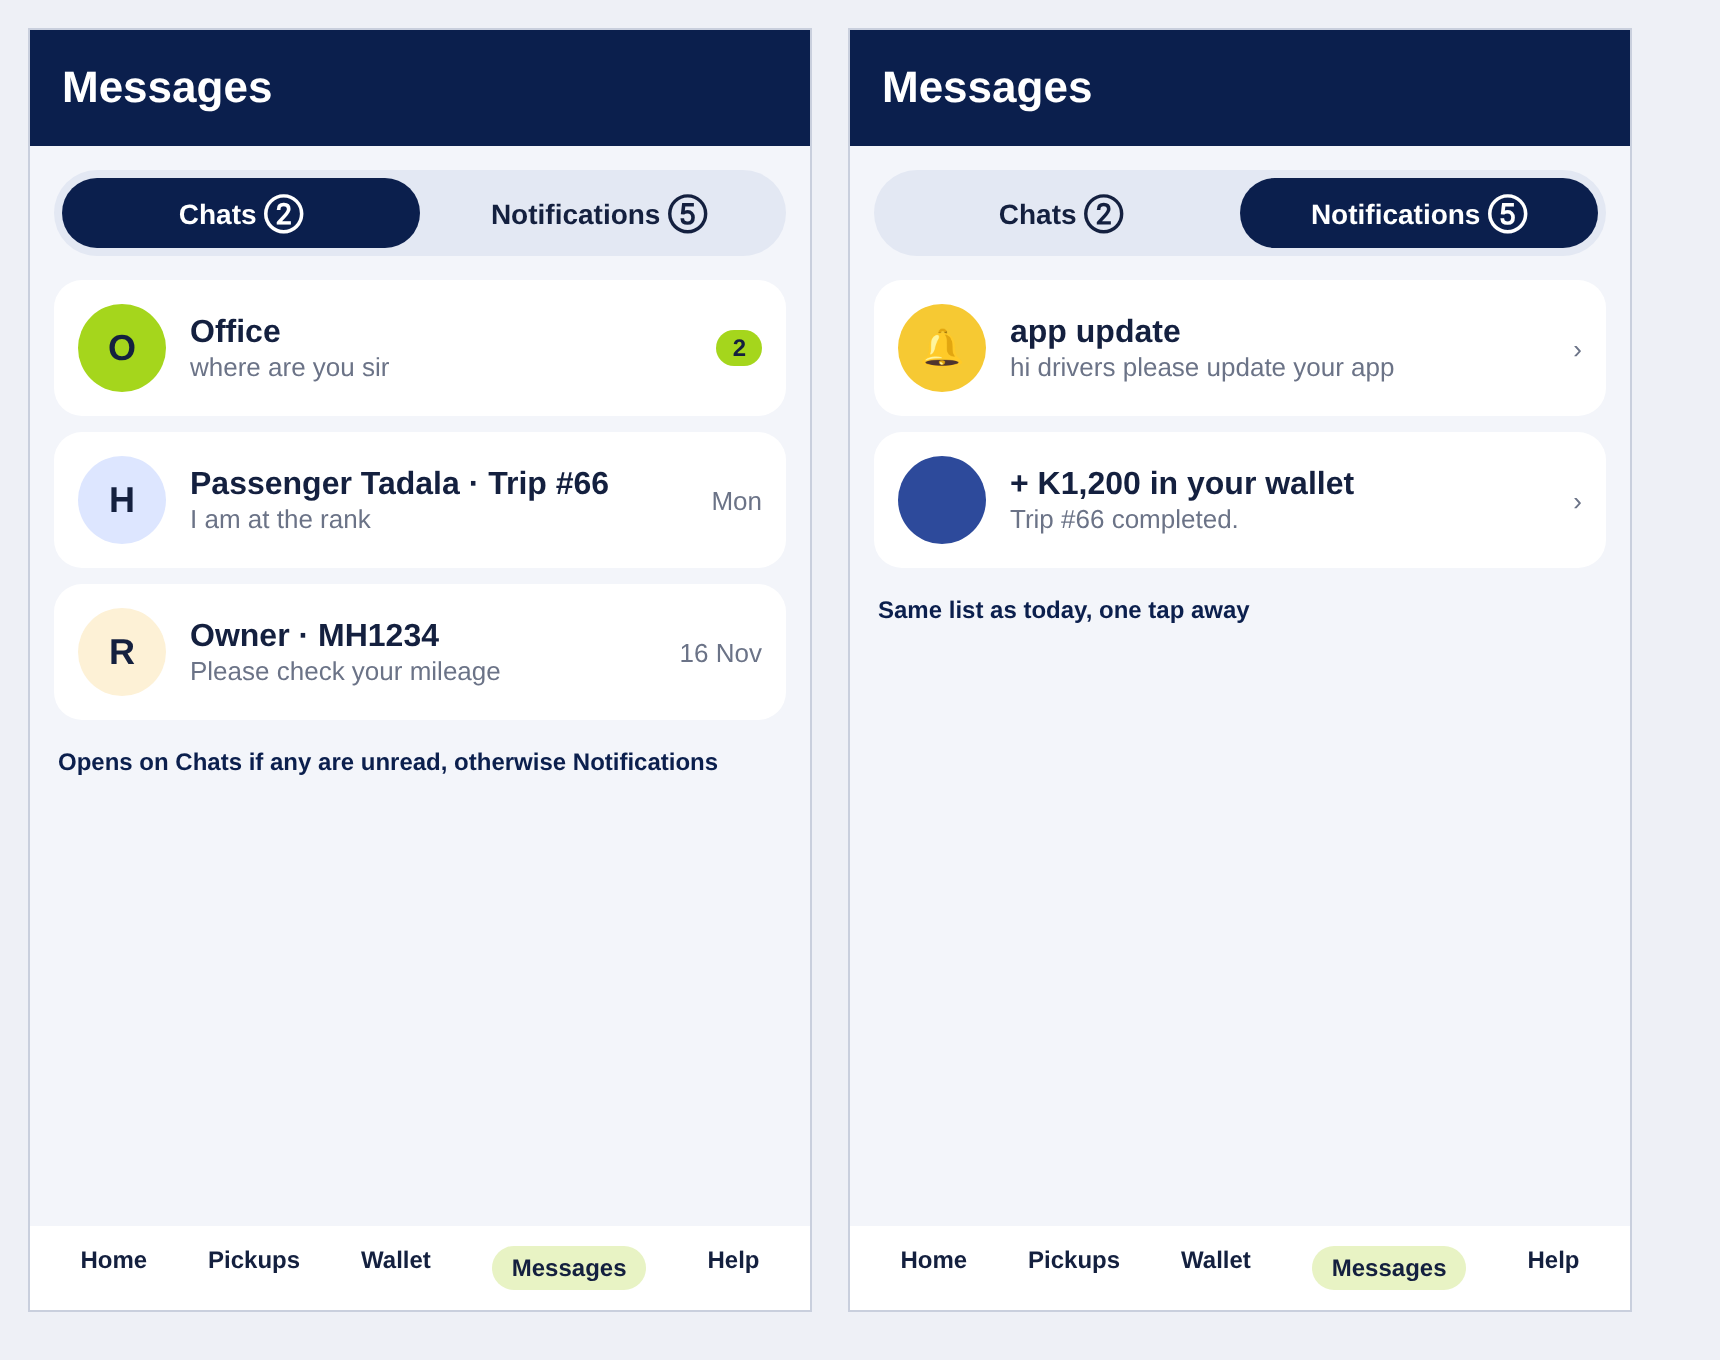 Messages
Chats ②
Notifications ⑤
O
Office
where are you sir
2
H
Passenger Tadala · Trip #66
I am at the rank
Mon
R
Owner · MH1234
Please check your mileage
16 Nov
Opens on Chats if any are unread, otherwise Notifications
Home
Pickups
Wallet
Messages
Help
Messages
Chats ②
Notifications ⑤
app update
hi drivers please update your app
›
+ K1,200 in your wallet
Trip #66 completed.
›
Same list as today, one tap away
Home
Pickups
Wallet
Messages
Help